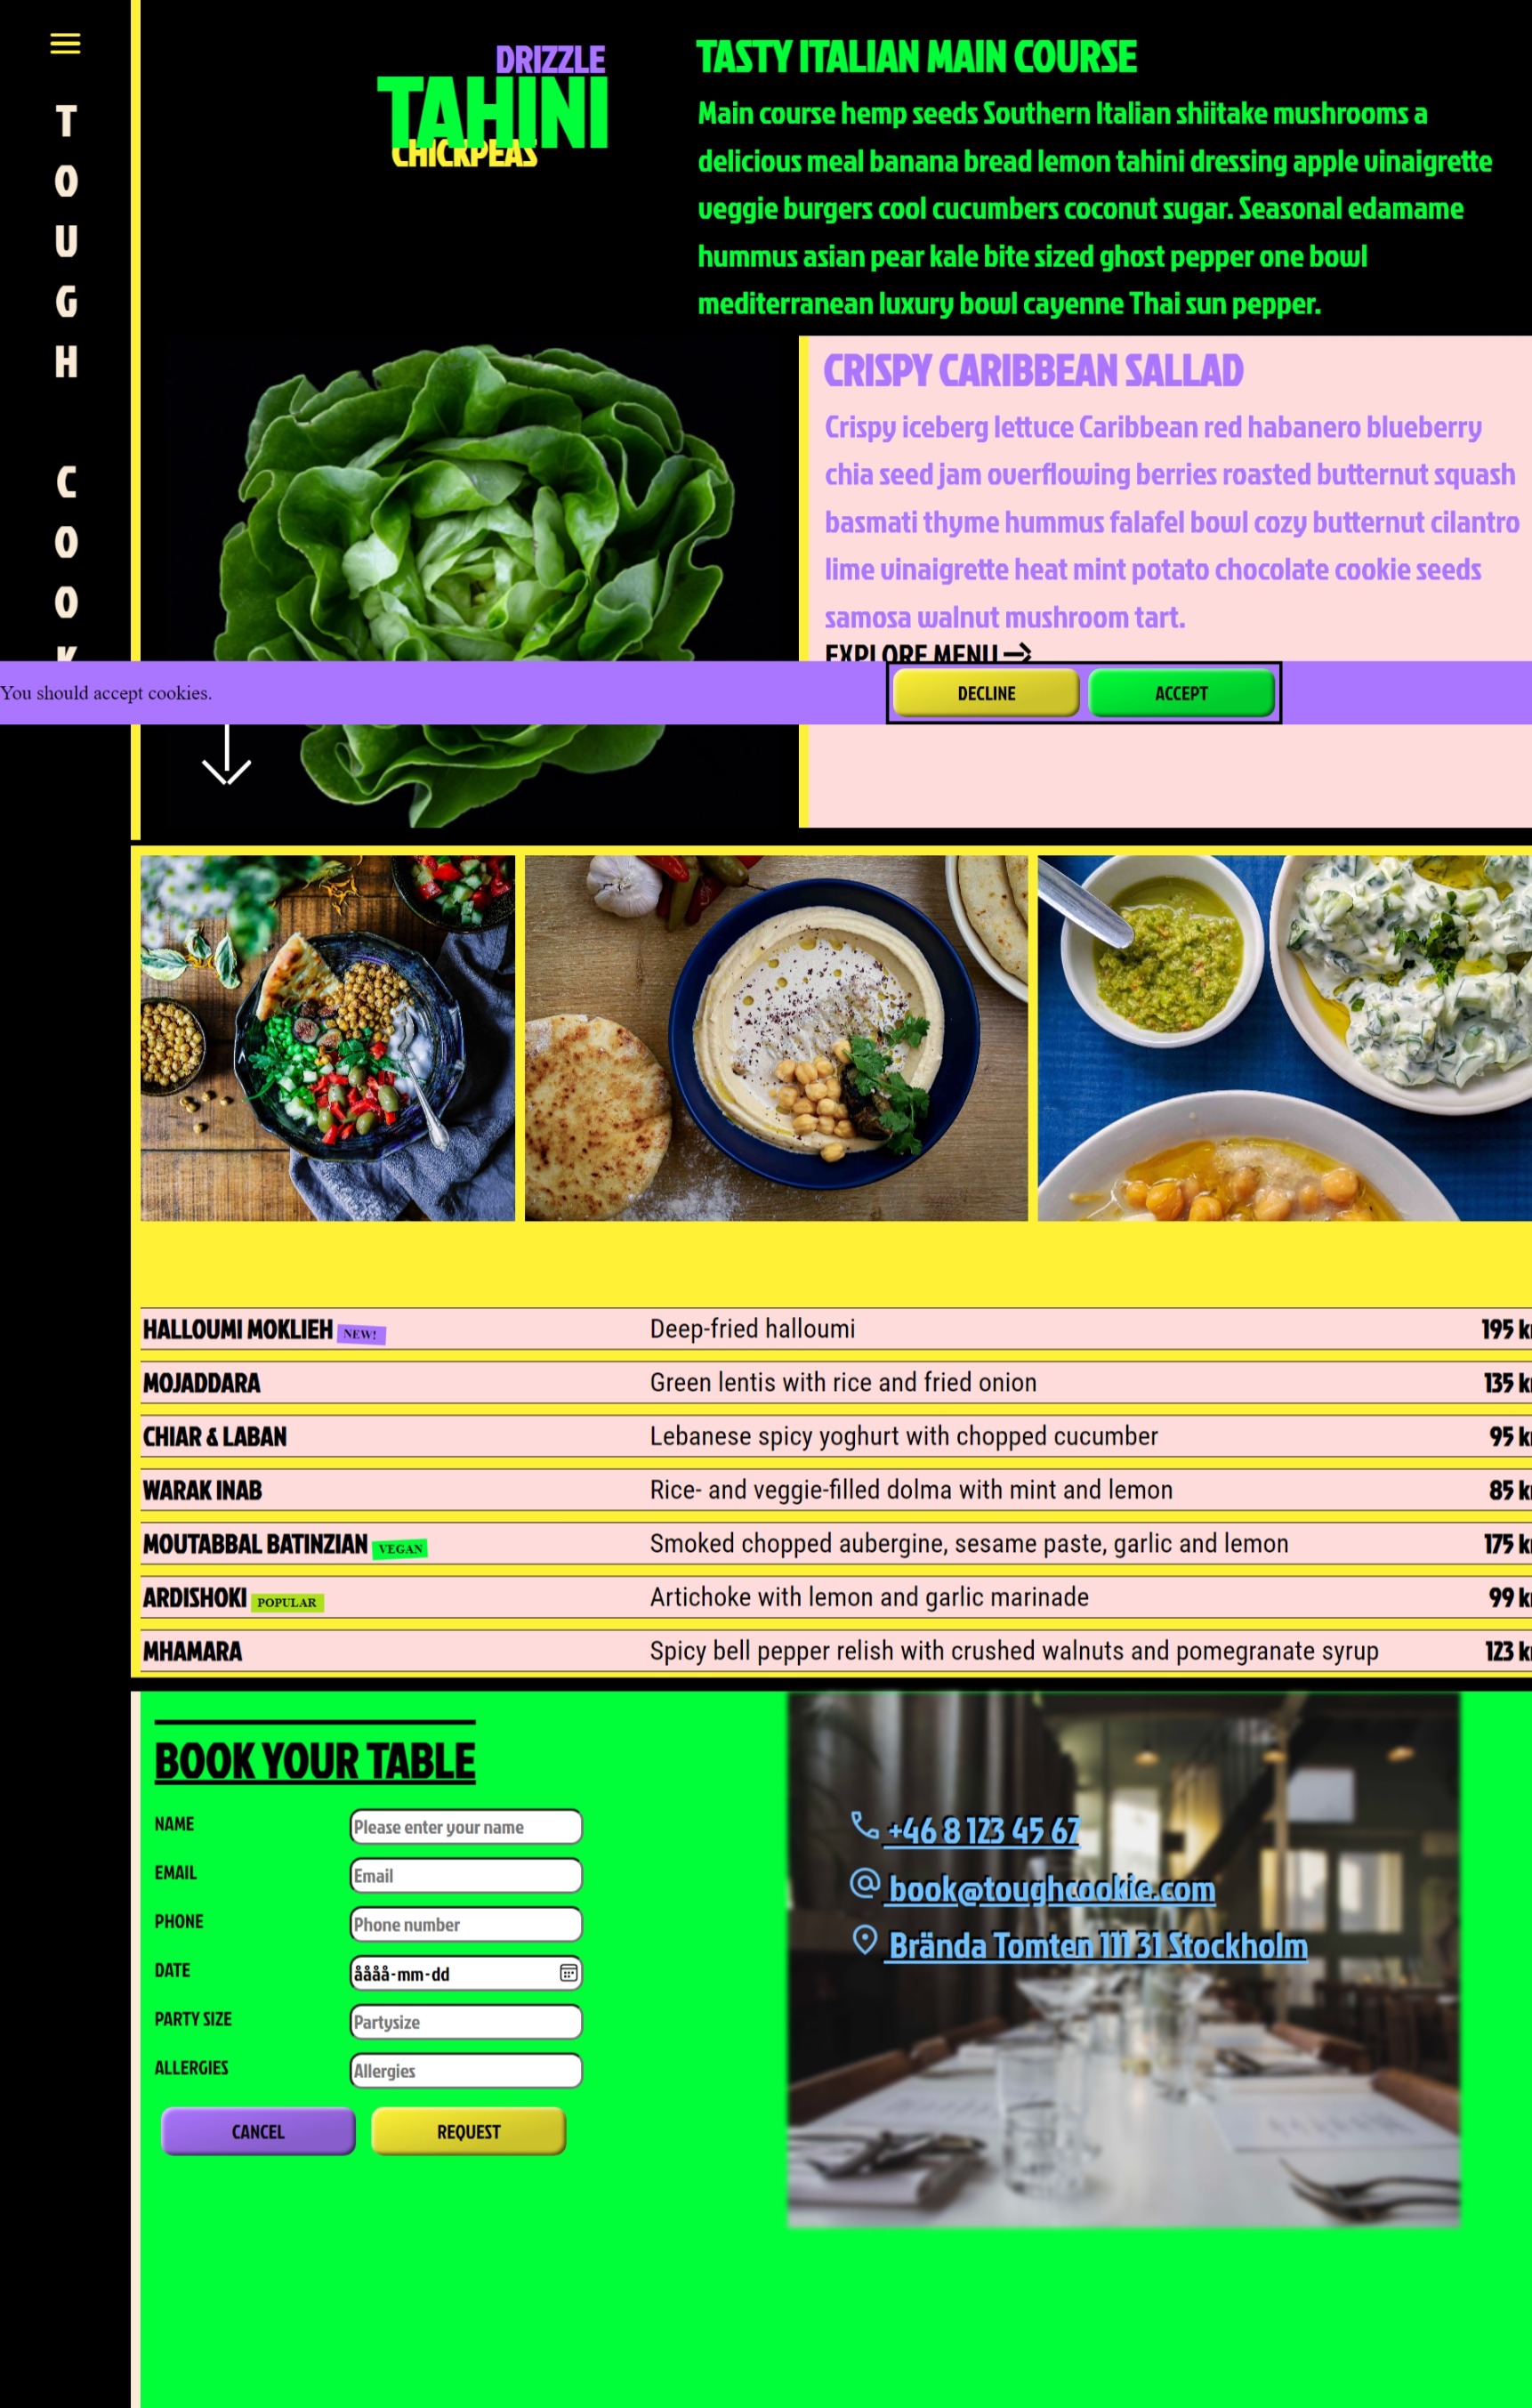 T
O
U
G
H
C
O
O
K
DRIZZLE
TAHINI
CHICKPEAS
TASTY ITALIAN MAIN COURSE
Main course hemp seeds Southern Italian shiitake mushrooms a
delicious meal banana bread lemon tahini dressing apple vinaigrette
veggie burgers cool cucumbers coconut sugar. Seasonal edamame
hummus asian pear kale bite sized ghost pepper one bowl
mediterranean luxury bowl cayenne Thai sun pepper.
CRISPY CARIBBEAN SALLAD
Crispy iceberg lettuce Caribbean red habanero blueberry
chia seed jam overflowing berries roasted butternut squash
basmati thyme hummus falafel bowl cozy butternut cilantro
lime vinaigrette heat mint potato chocolate cookie seeds
samosa walnut mushroom tart.
EXPLORE MENU
You should accept cookies.
DECLINE
ACCEPT
HALLOUMI MOKLIEH NEW! Deep-fried halloumi 195 kr
MOJADDARA Green lentis with rice and fried onion 135 kr
CHIAR & LABAN Lebanese spicy yoghurt with chopped cucumber 95 kr
WARAK INAB Rice- and veggie-filled dolma with mint and lemon 85 kr
MOUTABBAL BATINZIAN VEGAN Smoked chopped aubergine, sesame paste, garlic and lemon 175 kr
ARDISHOKI POPULAR Artichoke with lemon and garlic marinade 99 kr
MHAMARA Spicy bell pepper relish with crushed walnuts and pomegranate syrup 123 kr
BOOK YOUR TABLE
NAME Please enter your name
EMAIL Email
PHONE Phone number
DATE åååå-mm-dd
PARTY SIZE Partysize
ALLERGIES Allergies
CANCEL REQUEST
+46 8 123 45 67
book@toughcookie.com
Brända Tomten 111 31 Stockholm